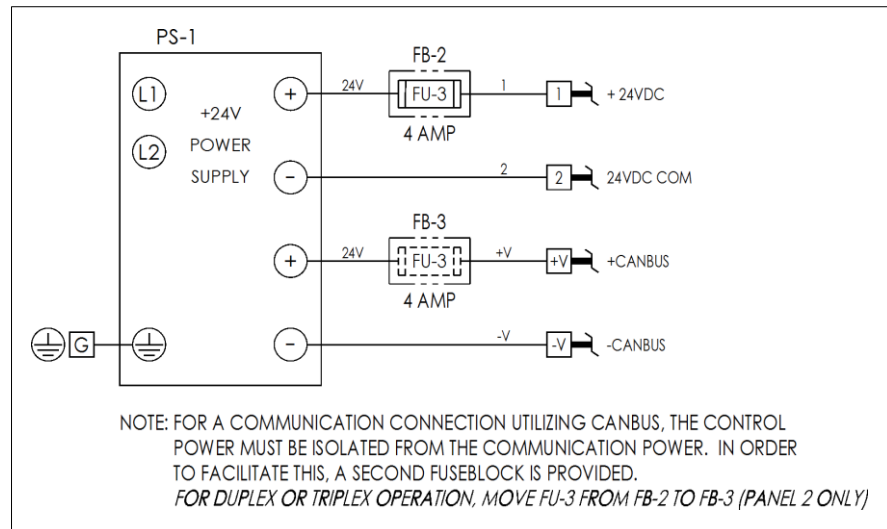 PS-1
FB-2
L1
+24V
POWER
SUPPLY
L2
+
24V
FU-3
1
1
+ 24VDC
4 AMP
−
2
2
24VDC COM
FB-3
+
24V
FU-3
+V
+V
+CANBUS
4 AMP
G
−
-V
-V
-CANBUS
NOTE: FOR A COMMUNICATION CONNECTION UTILIZING CANBUS, THE CONTROL
POWER MUST BE ISOLATED FROM THE COMMUNICATION POWER. IN ORDER
TO FACILITATE THIS, A SECOND FUSEBLOCK IS PROVIDED.
FOR DUPLEX OR TRIPLEX OPERATION, MOVE FU-3 FROM FB-2 TO FB-3 (PANEL 2 ONLY)